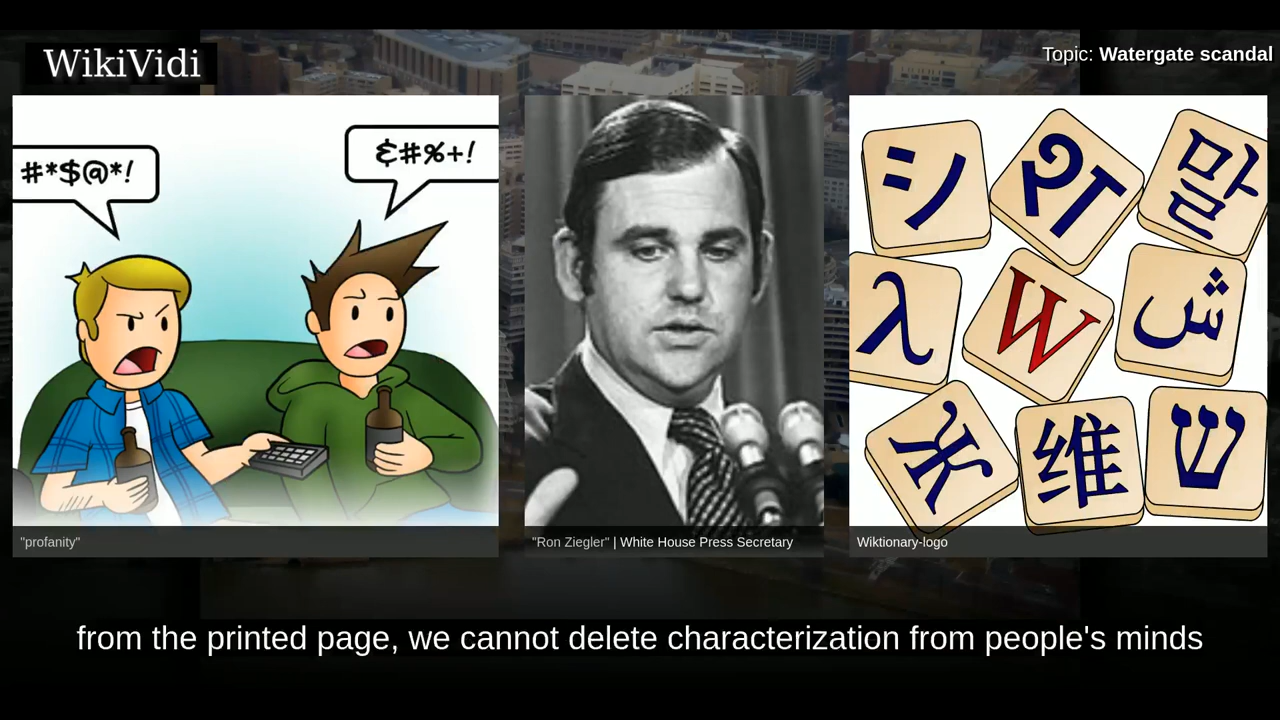 WikiVidi
Topic: Watergate scandal
#*$@*!
&#%+!
シ
श
말
λ
W
ش
Ж
维
ש
"profanity"
"Ron Ziegler" | White House Press Secretary
Wiktionary-logo
from the printed page, we cannot delete characterization from people's minds